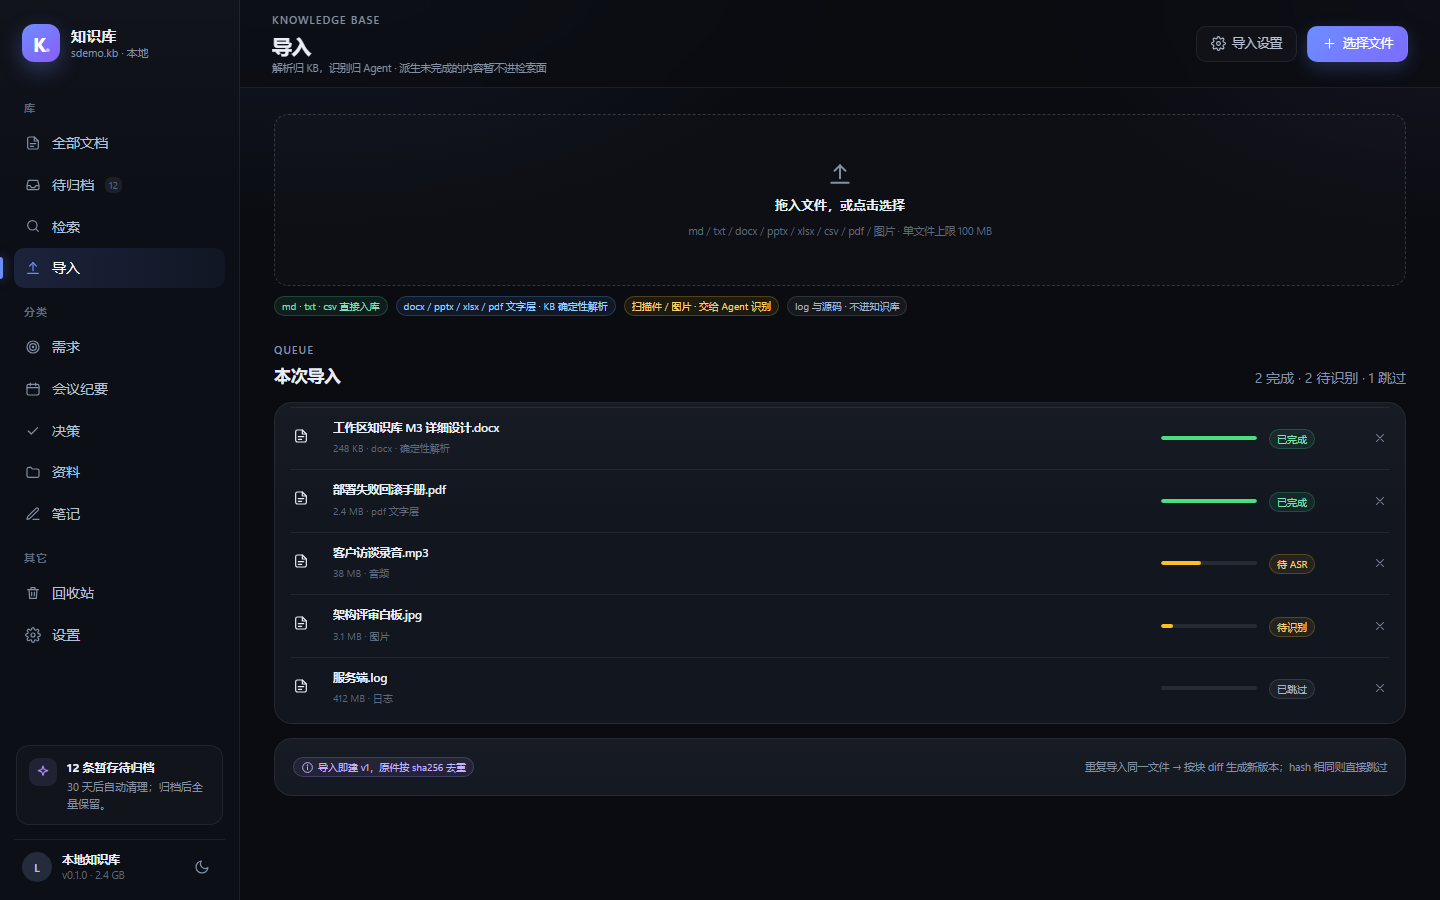 K.
知识库
sdemo.kb · 本地
库
全部文档
待归档 12
检索
导入
分类
需求
会议纪要
决策
资料
笔记
其它
回收站
设置
12 条暂存待归档
30 天后自动清理；归档后全
量保留。
L
本地知识库
v0.1.0 · 2.4 GB
KNOWLEDGE BASE
导入
解析归 KB，识别归 Agent · 派生未完成的内容暂不进检索面
导入设置
选择文件
拖入文件，或点击选择
md / txt / docx / pptx / xlsx / csv / pdf / 图片 · 单文件上限 100 MB
md · txt · csv 直接入库
docx / pptx / xlsx / pdf 文字层 · KB 确定性解析
扫描件 / 图片 · 交给 Agent 识别
log 与源码 · 不进知识库
QUEUE
本次导入
2 完成 · 2 待识别 · 1 跳过
工作区知识库 M3 详细设计.docx
248 KB · docx · 确定性解析
已完成
部署失败回滚手册.pdf
2.4 MB · pdf 文字层
已完成
客户访谈录音.mp3
38 MB · 音频
待 ASR
架构评审白板.jpg
3.1 MB · 图片
待识别
服务端.log
412 MB · 日志
已跳过
导入即建 v1，原件按 sha256 去重
重复导入同一文件 → 按块 diff 生成新版本；hash 相同则直接跳过